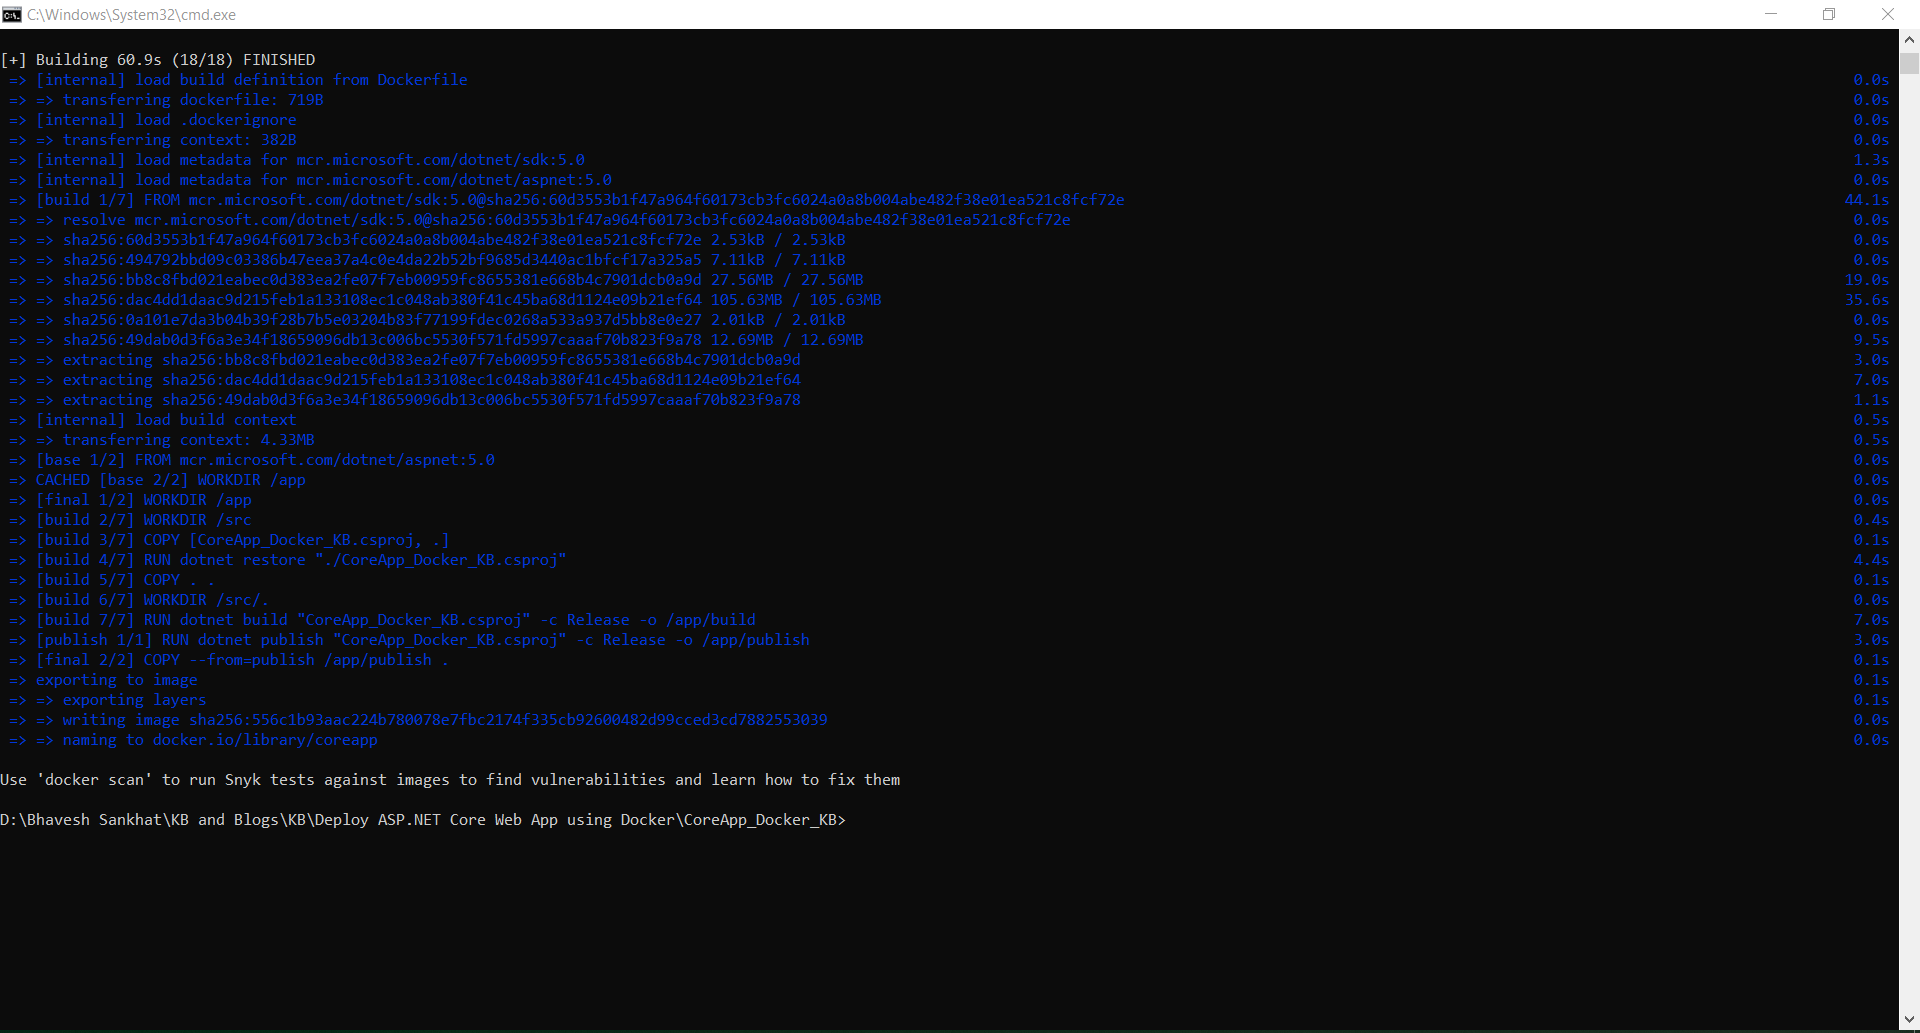 C:\Windows\System32\cmd.exe
[+] Building 60.9s (18/18) FINISHED
=> [internal] load build definition from Dockerfile 0.0s
=> => transferring dockerfile: 719B 0.0s
=> [internal] load .dockerignore 0.0s
=> => transferring context: 382B 0.0s
=> [internal] load metadata for mcr.microsoft.com/dotnet/sdk:5.0 1.3s
=> [internal] load metadata for mcr.microsoft.com/dotnet/aspnet:5.0 0.0s
=> [build 1/7] FROM mcr.microsoft.com/dotnet/sdk:5.0@sha256:60d3553b1f47a964f60173cb3fc6024a0a8b004abe482f38e01ea521c8fcf72e 44.1s
=> => resolve mcr.microsoft.com/dotnet/sdk:5.0@sha256:60d3553b1f47a964f60173cb3fc6024a0a8b004abe482f38e01ea521c8fcf72e 0.0s
=> => sha256:60d3553b1f47a964f60173cb3fc6024a0a8b004abe482f38e01ea521c8fcf72e 2.53kB / 2.53kB 0.0s
=> => sha256:494792bbd09c03386b47eea37a4c0e4da22b52bf9685d3440ac1bfcf17a325a5 7.11kB / 7.11kB 0.0s
=> => sha256:bb8c8fbd021eabec0d383ea2fe07f7eb00959fc8655381e668b4c7901dcb0a9d 27.56MB / 27.56MB 19.0s
=> => sha256:dac4dd1daac9d215feb1a133108ec1c048ab380f41c45ba68d1124e09b21ef64 105.63MB / 105.63MB 35.6s
=> => sha256:0a101e7da3b04b39f28b7b5e03204b83f77199fdec0268a533a937d5bb8e0e27 2.01kB / 2.01kB 0.0s
=> => sha256:49dab0d3f6a3e34f18659096db13c006bc5530f571fd5997caaaf70b823f9a78 12.69MB / 12.69MB 9.5s
=> => extracting sha256:bb8c8fbd021eabec0d383ea2fe07f7eb00959fc8655381e668b4c7901dcb0a9d 3.0s
=> => extracting sha256:dac4dd1daac9d215feb1a133108ec1c048ab380f41c45ba68d1124e09b21ef64 7.0s
=> => extracting sha256:49dab0d3f6a3e34f18659096db13c006bc5530f571fd5997caaaf70b823f9a78 1.1s
=> [internal] load build context 0.5s
=> => transferring context: 4.33MB 0.5s
=> [base 1/2] FROM mcr.microsoft.com/dotnet/aspnet:5.0 0.0s
=> CACHED [base 2/2] WORKDIR /app 0.0s
=> [final 1/2] WORKDIR /app 0.0s
=> [build 2/7] WORKDIR /src 0.4s
=> [build 3/7] COPY [CoreApp_Docker_KB.csproj, .] 0.1s
=> [build 4/7] RUN dotnet restore "./CoreApp_Docker_KB.csproj" 4.4s
=> [build 5/7] COPY . . 0.1s
=> [build 6/7] WORKDIR /src/. 0.0s
=> [build 7/7] RUN dotnet build "CoreApp_Docker_KB.csproj" -c Release -o /app/build 7.0s
=> [publish 1/1] RUN dotnet publish "CoreApp_Docker_KB.csproj" -c Release -o /app/publish 3.0s
=> [final 2/2] COPY --from=publish /app/publish . 0.1s
=> exporting to image 0.1s
=> => exporting layers 0.1s
=> => writing image sha256:556c1b93aac224b780078e7fbc2174f335cb92600482d99cced3cd7882553039 0.0s
=> => naming to docker.io/library/coreapp 0.0s
Use 'docker scan' to run Snyk tests against images to find vulnerabilities and learn how to fix them
D:\Bhavesh Sankhat\KB and Blogs\KB\Deploy ASP.NET Core Web App using Docker\CoreApp_Docker_KB>